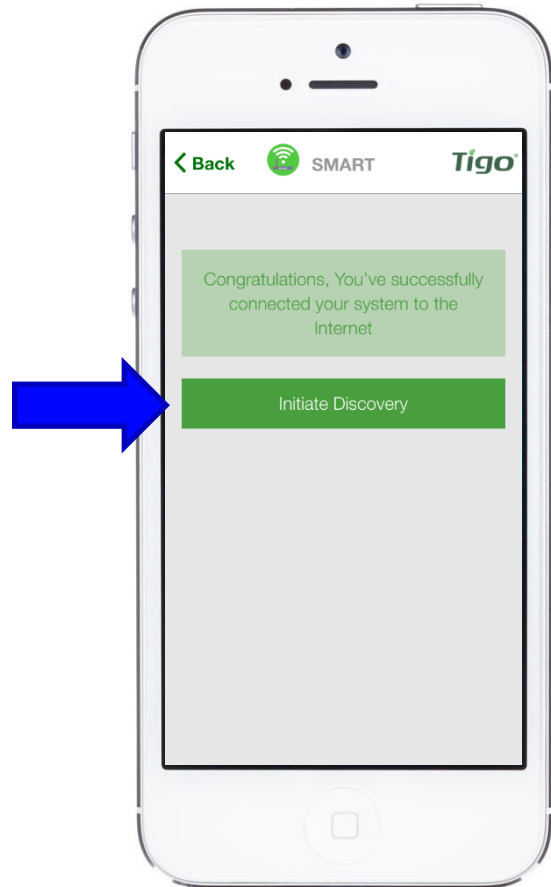 Back SMART Tigo
Congratulations, You've successfully
connected your system to the
Internet
Initiate Discovery